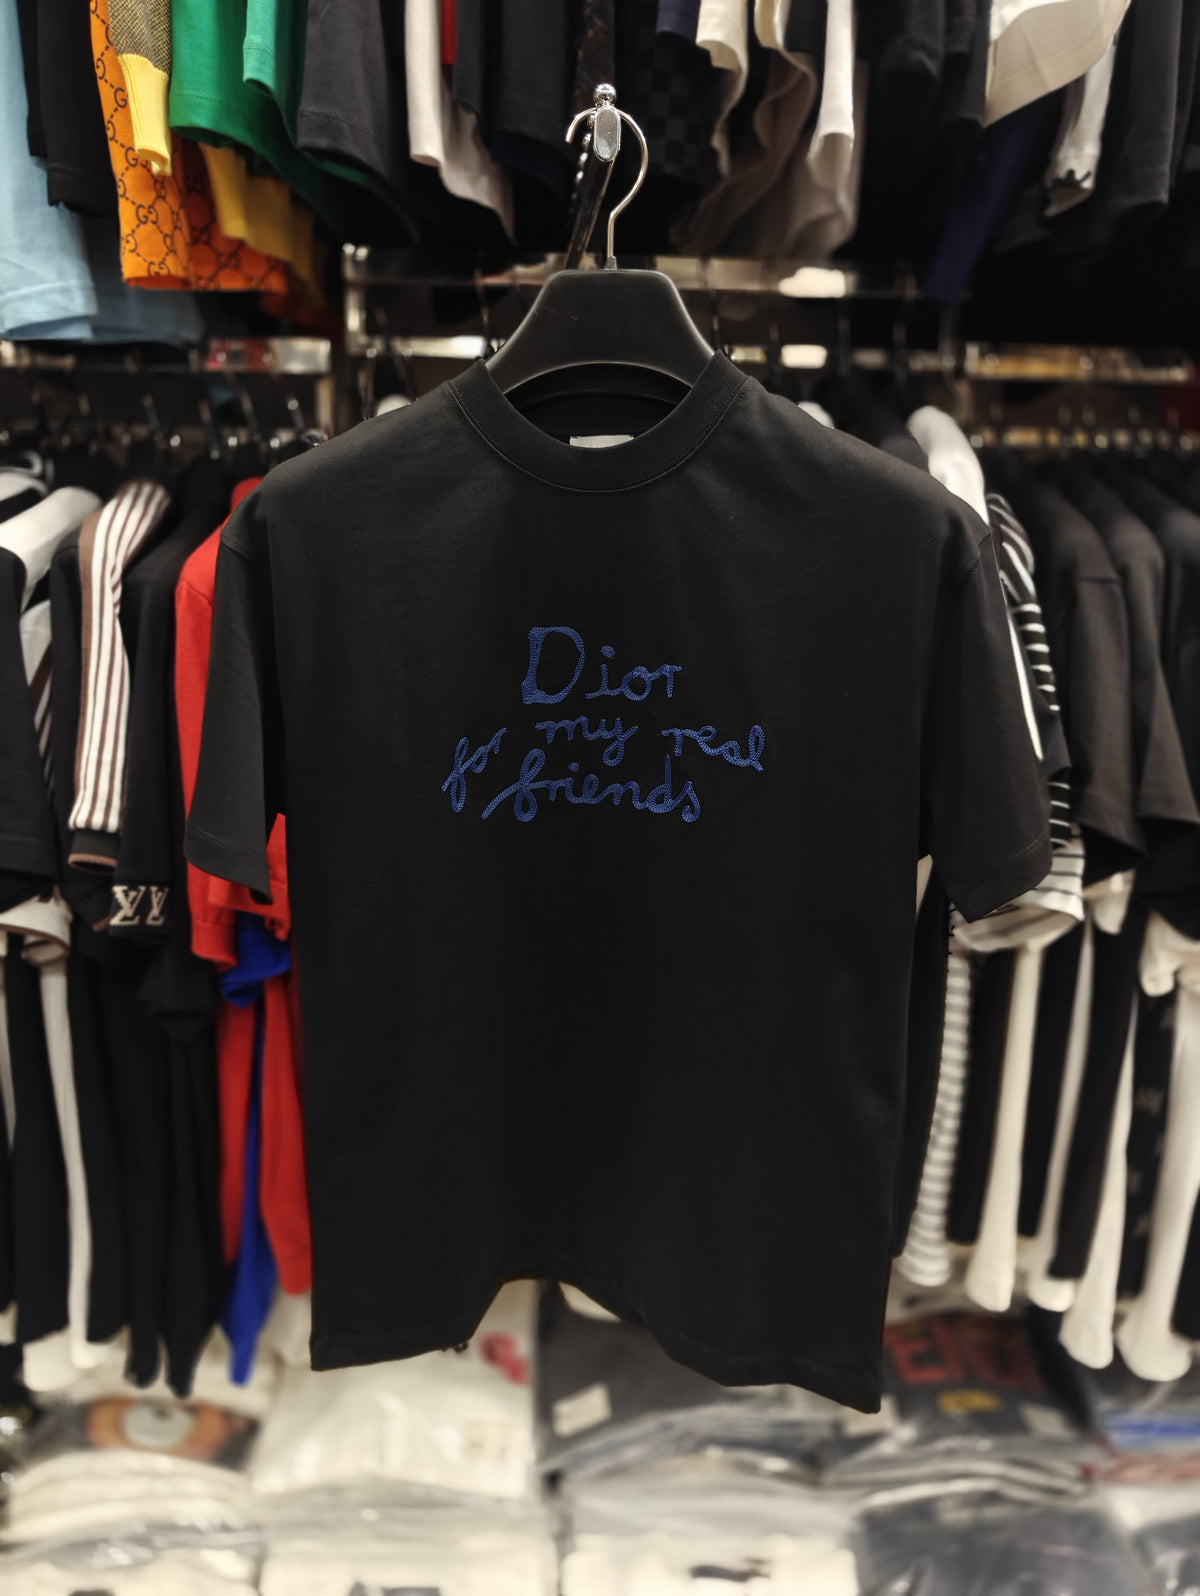 Dior
for my real
friends